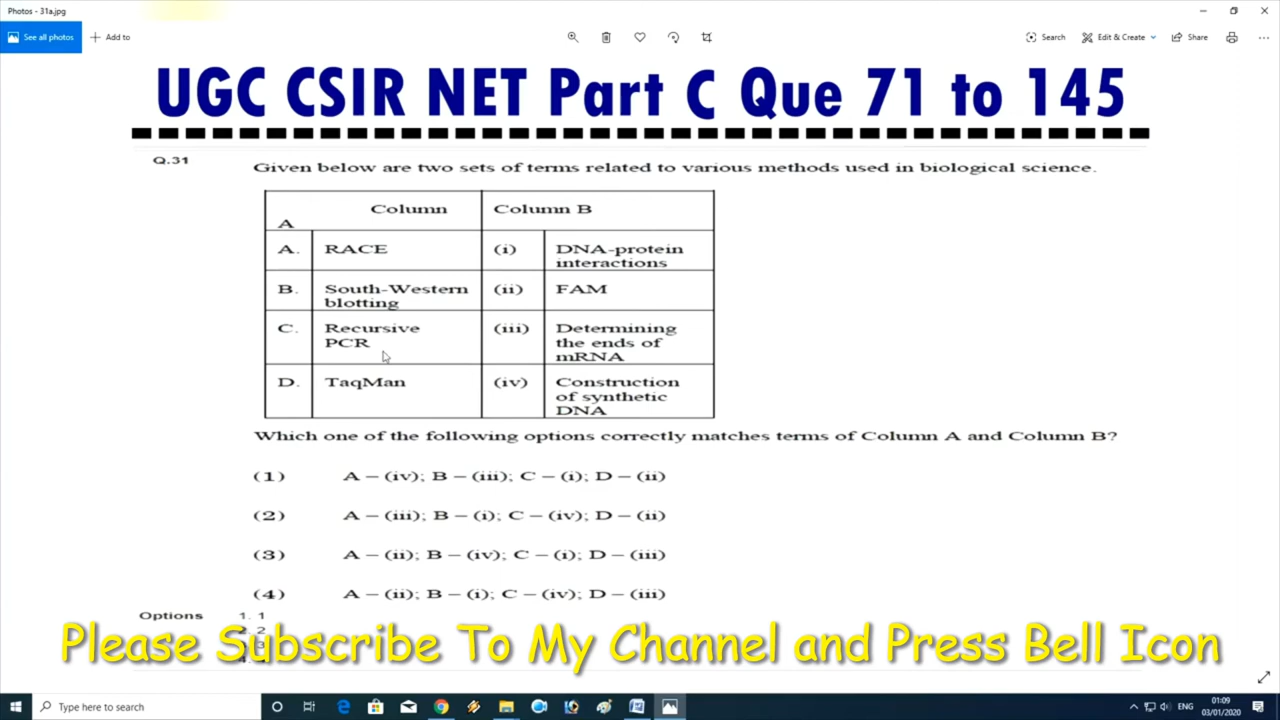 Photos - 31a.jpg
See all photos
Add to
Search
Edit & Create
Share
UGC CSIR NET Part C Que 71 to 145
Q.31
Given below are two sets of terms related to various methods used in biological science.
Column A
Column B
A. RACE (i) DNA-protein interactions
B. South-Western blotting (ii) FAM
C. Recursive PCR (iii) Determining the ends of mRNA
D. TaqMan (iv) Construction of synthetic DNA
Which one of the following options correctly matches terms of Column A and Column B?
(1) A – (iv); B – (iii); C – (i); D – (ii)
(2) A – (iii); B – (i); C – (iv); D – (ii)
(3) A – (ii); B – (iv); C – (i); D – (iii)
(4) A – (ii); B – (i); C – (iv); D – (iii)
Options 1. 1
Please Subscribe To My Channel and Press Bell Icon
Type here to search
ENG
01:09
03/01/2020